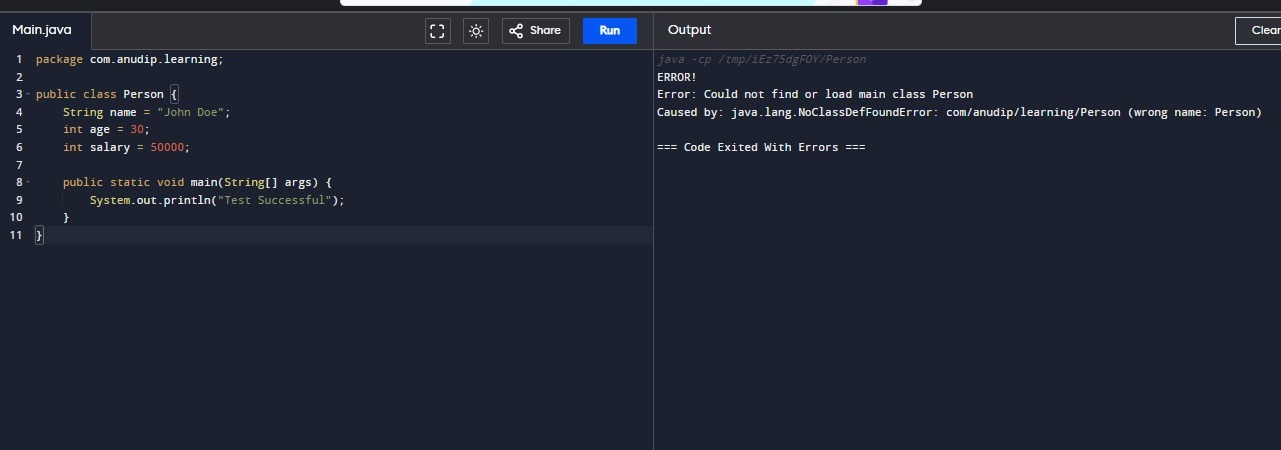 Main.java
Share
Run
Output
Clear
1 package com.anudip.learning;
2
3 public class Person {
4 String name = "John Doe";
5 int age = 30;
6 int salary = 50000;
7
8 public static void main(String[] args) {
9 System.out.println("Test Successful");
10 }
11 }
java -cp /tmp/iEz75dgFOY/Person
ERROR!
Error: Could not find or load main class Person
Caused by: java.lang.NoClassDefFoundError: com/anudip/learning/Person (wrong name: Person)
=== Code Exited With Errors ===